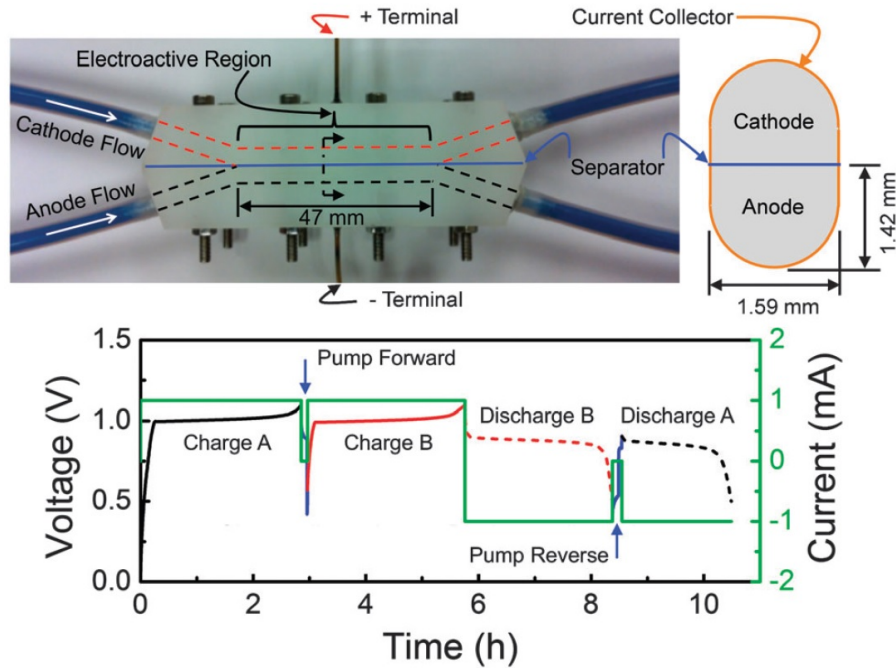 + Terminal
Current Collector
Electroactive Region
Cathode Flow
Cathode
Separator
Anode Flow
Anode
47 mm
1.42 mm
- Terminal
1.59 mm
1.5
2
Pump Forward
1.0
1
Charge A
Charge B
Discharge B
Discharge A
Voltage (V)
0
Current (mA)
0.5
-1
Pump Reverse
0.0
-2
0
2
4
6
8
10
Time (h)